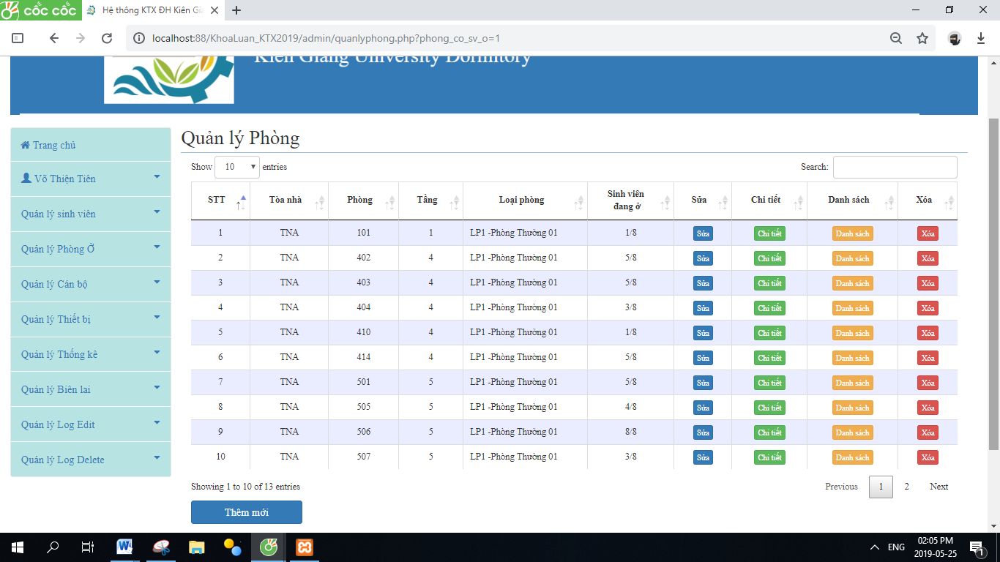 cốc cốc
Hệ thông KTX ĐH Kiên Gi
localhost:88/KhoaLuan_KTX2019/admin/quanlyphong.php?phong_co_sv_o=1
Kien Giang University Dormitory
Trang chủ
Võ Thiện Tiên
Quản lý sinh viên
Quản lý Phòng Ở
Quản lý Cán bộ
Quản lý Thiết bị
Quản lý Thống kê
Quản lý Biên lai
Quản lý Log Edit
Quản lý Log Delete
Quản lý Phòng
Show 10 entries
Search:
STT Tòa nhà Phòng Tầng Loại phòng Sinh viên đang ở Sửa Chi tiết Danh sách Xóa
1 TNA 101 1 LP1 -Phòng Thường 01 1/8 Sửa Chi tiết Danh sách Xóa
2 TNA 402 4 LP1 -Phòng Thường 01 5/8 Sửa Chi tiết Danh sách Xóa
3 TNA 403 4 LP1 -Phòng Thường 01 5/8 Sửa Chi tiết Danh sách Xóa
4 TNA 404 4 LP1 -Phòng Thường 01 3/8 Sửa Chi tiết Danh sách Xóa
5 TNA 410 4 LP1 -Phòng Thường 01 1/8 Sửa Chi tiết Danh sách Xóa
6 TNA 414 4 LP1 -Phòng Thường 01 5/8 Sửa Chi tiết Danh sách Xóa
7 TNA 501 5 LP1 -Phòng Thường 01 5/8 Sửa Chi tiết Danh sách Xóa
8 TNA 505 5 LP1 -Phòng Thường 01 4/8 Sửa Chi tiết Danh sách Xóa
9 TNA 506 5 LP1 -Phòng Thường 01 8/8 Sửa Chi tiết Danh sách Xóa
10 TNA 507 5 LP1 -Phòng Thường 01 3/8 Sửa Chi tiết Danh sách Xóa
Showing 1 to 10 of 13 entries
Previous 1 2 Next
Thêm mới
ENG
02:05 PM
2019-05-25
1